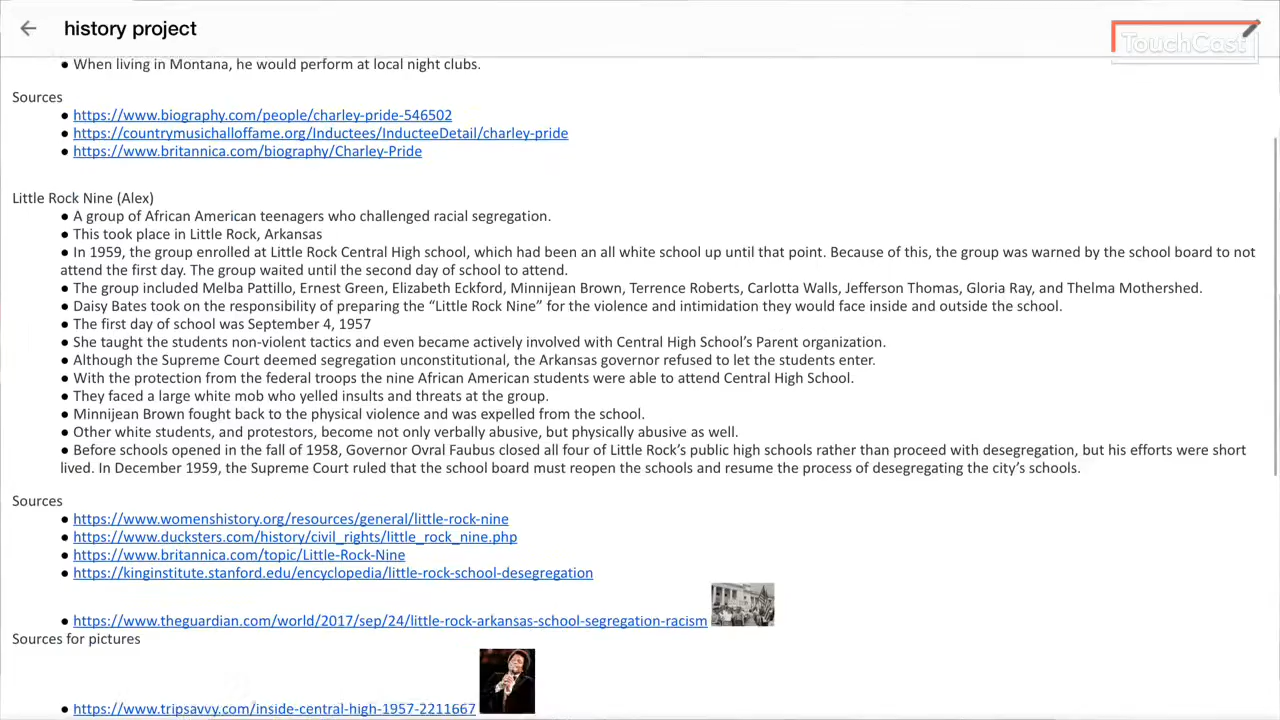 history project
TouchCast
● When living in Montana, he would perform at local night clubs.
Sources
● https://www.biography.com/people/charley-pride-546502
● https://countrymusichalloffame.org/Inductees/InducteeDetail/charley-pride
● https://www.britannica.com/biography/Charley-Pride
Little Rock Nine (Alex)
● A group of African American teenagers who challenged racial segregation.
● This took place in Little Rock, Arkansas
● In 1959, the group enrolled at Little Rock Central High school, which had been an all white school up until that point. Because of this, the group was warned by the school board to not
attend the first day. The group waited until the second day of school to attend.
● The group included Melba Pattillo, Ernest Green, Elizabeth Eckford, Minnijean Brown, Terrence Roberts, Carlotta Walls, Jefferson Thomas, Gloria Ray, and Thelma Mothershed.
● Daisy Bates took on the responsibility of preparing the “Little Rock Nine” for the violence and intimidation they would face inside and outside the school.
● The first day of school was September 4, 1957
● She taught the students non-violent tactics and even became actively involved with Central High School’s Parent organization.
● Although the Supreme Court deemed segregation unconstitutional, the Arkansas governor refused to let the students enter.
● With the protection from the federal troops the nine African American students were able to attend Central High School.
● They faced a large white mob who yelled insults and threats at the group.
● Minnijean Brown fought back to the physical violence and was expelled from the school.
● Other white students, and protestors, become not only verbally abusive, but physically abusive as well.
● Before schools opened in the fall of 1958, Governor Ovral Faubus closed all four of Little Rock’s public high schools rather than proceed with desegregation, but his efforts were short
lived. In December 1959, the Supreme Court ruled that the school board must reopen the schools and resume the process of desegregating the city’s schools.
Sources
● https://www.womenshistory.org/resources/general/little-rock-nine
● https://www.ducksters.com/history/civil_rights/little_rock_nine.php
● https://www.britannica.com/topic/Little-Rock-Nine
● https://kinginstitute.stanford.edu/encyclopedia/little-rock-school-desegregation
● https://www.theguardian.com/world/2017/sep/24/little-rock-arkansas-school-segregation-racism
Sources for pictures
● https://www.tripsavvy.com/inside-central-high-1957-2211667